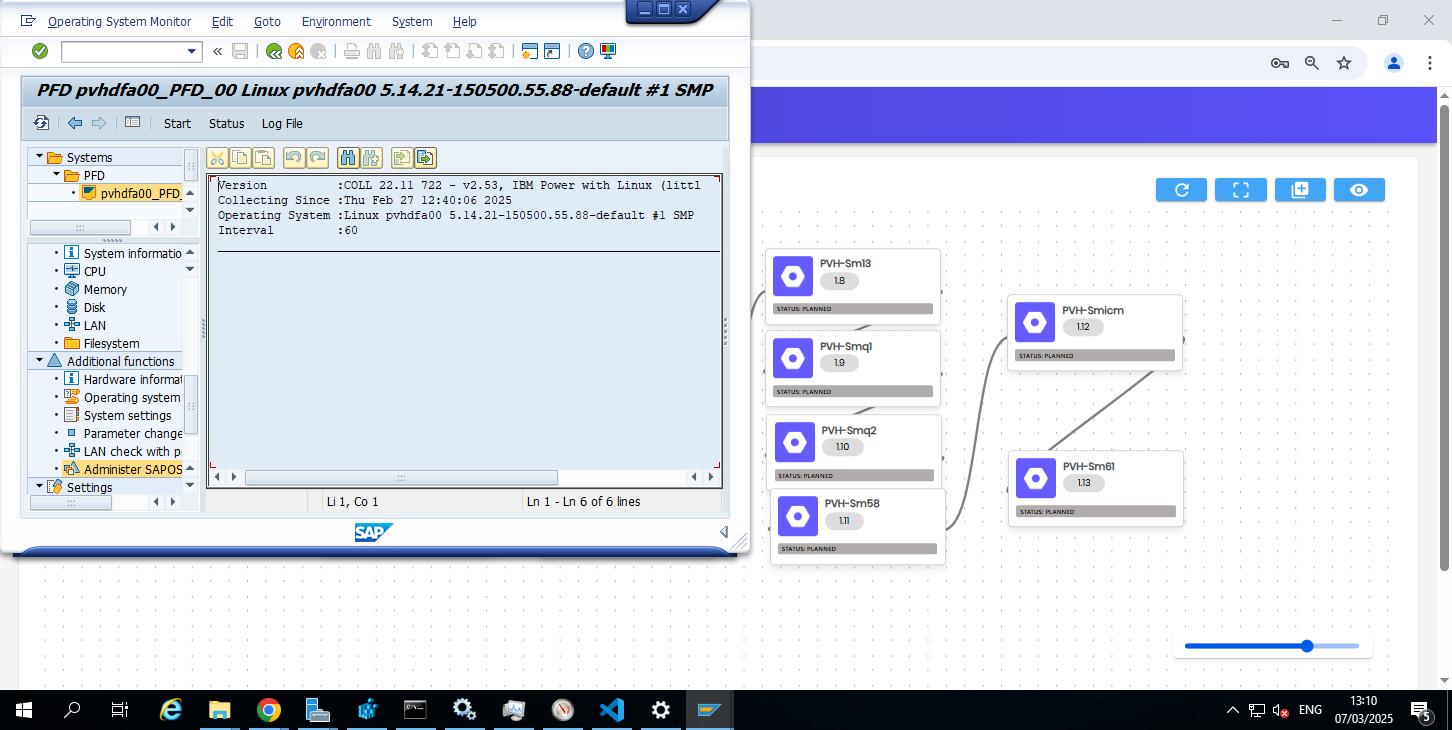 Operating System Monitor Edit Goto Environment System Help
PFD pvhdfa00_PFD_00 Linux pvhdfa00 5.14.21-150500.55.88-default #1 SMP
Start Status Log File
Systems
PFD
pvhdfa00_PFD_
System informatio
CPU
Memory
Disk
LAN
Filesystem
Additional functions
Hardware informat
Operating system
System settings
Parameter change
LAN check with p
Administer SAPOS
Settings
Version :COLL 22.11 722 - v2.53, IBM Power with Linux (littl
Collecting Since :Thu Feb 27 12:40:06 2025
Operating System :Linux pvhdfa00 5.14.21-150500.55.88-default #1 SMP
Interval :60
Li 1, Co 1 Ln 1 - Ln 6 of 6 lines
SAP
PVH-Sm13
1.8
STATUS: PLANNED
PVH-Smq1
1.9
STATUS: PLANNED
PVH-Smq2
1.10
STATUS: PLANNED
PVH-Sm58
1.11
STATUS: PLANNED
PVH-Smicm
1.12
STATUS: PLANNED
PVH-Sm61
1.13
STATUS: PLANNED
ENG
13:10
07/03/2025
5